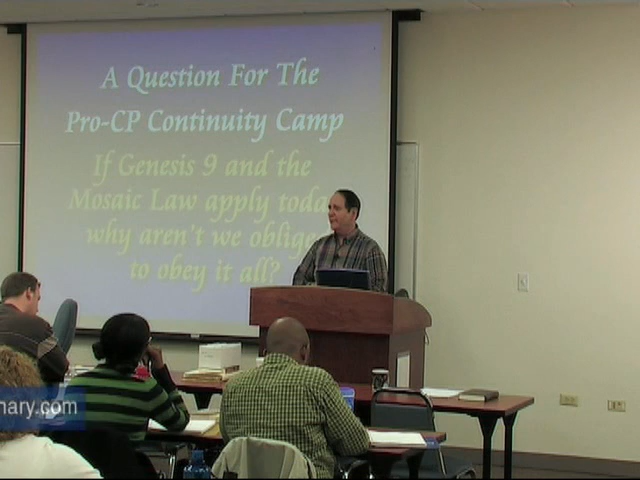 A Question For The
Pro-CP Continuity Camp
If Genesis 9 and the
Mosaic Law apply toda
why aren't we oblige
to obey it all?
nary.com